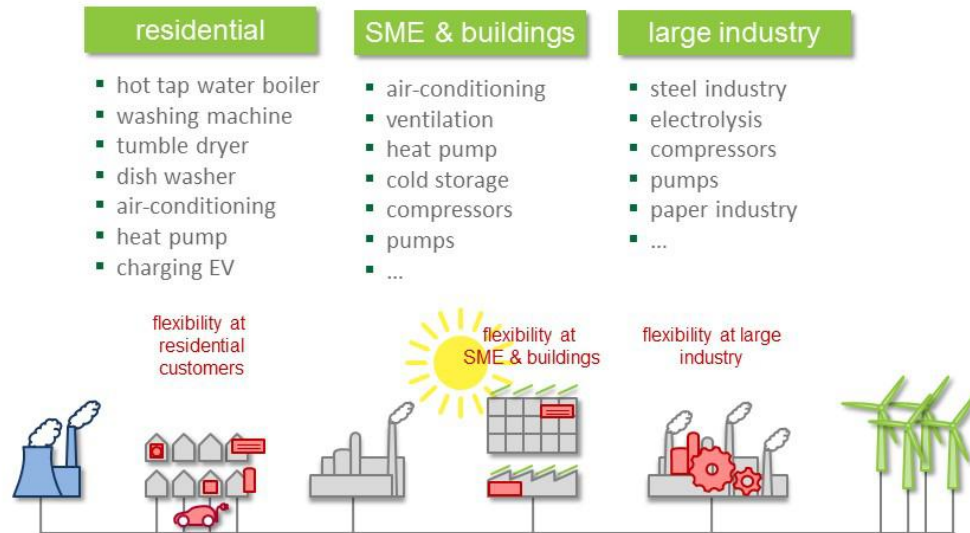 residential
hot tap water boiler
washing machine
tumble dryer
dish washer
air-conditioning
heat pump
charging EV
SME & buildings
air-conditioning
ventilation
heat pump
cold storage
compressors
pumps
...
large industry
steel industry
electrolysis
compressors
pumps
paper industry
...
flexibility at
residential
customers
flexibility at
SME & buildings
flexibility at large
industry